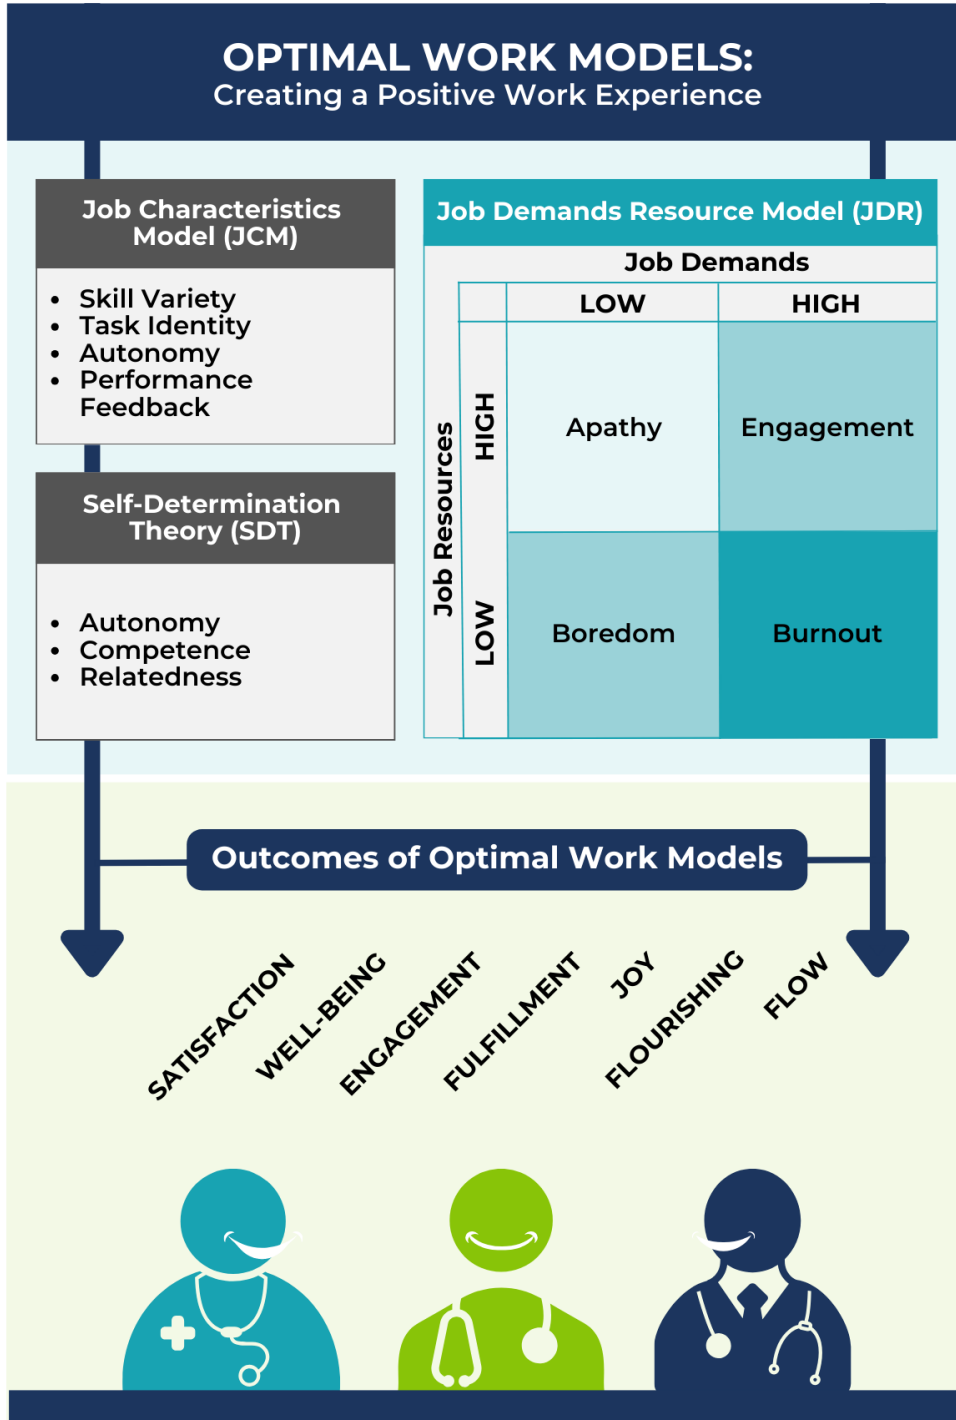 OPTIMAL WORK MODELS:
Creating a Positive Work Experience
Job Characteristics
Model (JCM)
• Skill Variety
• Task Identity
• Autonomy
• Performance
Feedback
Self-Determination
Theory (SDT)
• Autonomy
• Competence
• Relatedness
Job Demands Resource Model (JDR)
Job Demands
LOW
HIGH
Job Resources
HIGH
Apathy
Engagement
LOW
Boredom
Burnout
Outcomes of Optimal Work Models
SATISFACTION
WELL-BEING
ENGAGEMENT
FULFILLMENT
JOY
FLOURISHING
FLOW